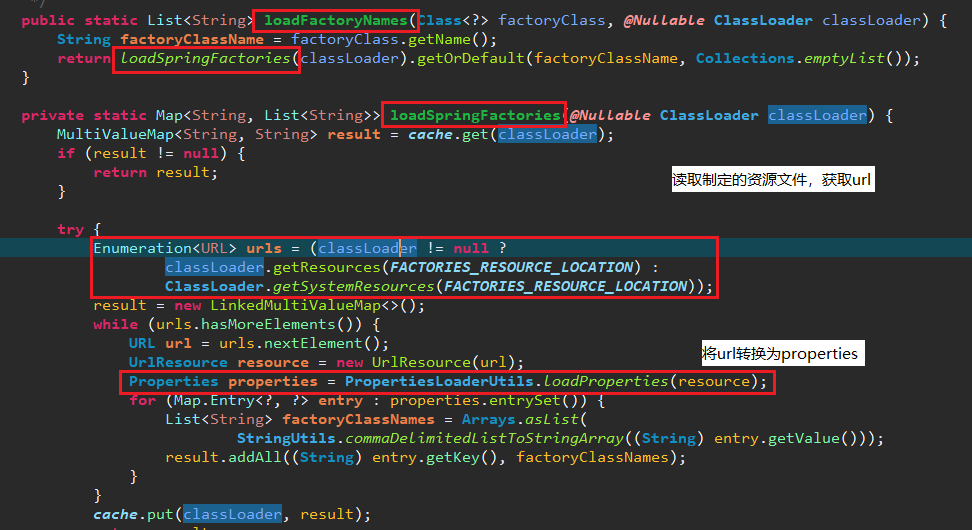 */
public static List<String> loadFactoryNames(Class<?> factoryClass, @Nullable ClassLoader classLoader) {
String factoryClassName = factoryClass.getName();
return loadSpringFactories(classLoader).getOrDefault(factoryClassName, Collections.emptyList());
}
private static Map<String, List<String>> loadSpringFactories(@Nullable ClassLoader classLoader) {
MultiValueMap<String, String> result = cache.get(classLoader);
if (result != null) {
return result;
读取制定的资源文件，获取url
}
try {
Enumeration<URL> urls = (classLoader != null ?
classLoader.getResources(FACTORIES_RESOURCE_LOCATION) :
ClassLoader.getSystemResources(FACTORIES_RESOURCE_LOCATION));
result = new LinkedMultiValueMap<>();
while (urls.hasMoreElements()) {
URL url = urls.nextElement();
将url转换为properties
UrlResource resource = new UrlResource(url);
Properties properties = PropertiesLoaderUtils.loadProperties(resource);
for (Map.Entry<?, ?> entry : properties.entrySet()) {
List<String> factoryClassNames = Arrays.asList(
StringUtils.commaDelimitedListToStringArray((String) entry.getValue()));
result.addAll((String) entry.getKey(), factoryClassNames);
}
}
cache.put(classLoader, result);